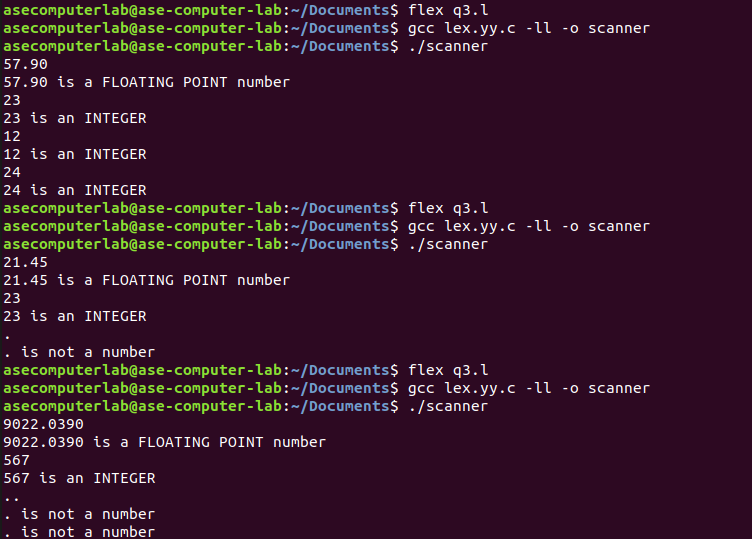 asecomputerlab@ase-computer-lab:~/Documents$ flex q3.l
asecomputerlab@ase-computer-lab:~/Documents$ gcc lex.yy.c -ll -o scanner
asecomputerlab@ase-computer-lab:~/Documents$ ./scanner
57.90
57.90 is a FLOATING POINT number
23
23 is an INTEGER
12
12 is an INTEGER
24
24 is an INTEGER
asecomputerlab@ase-computer-lab:~/Documents$ flex q3.l
asecomputerlab@ase-computer-lab:~/Documents$ gcc lex.yy.c -ll -o scanner
asecomputerlab@ase-computer-lab:~/Documents$ ./scanner
21.45
21.45 is a FLOATING POINT number
23
23 is an INTEGER
.
. is not a number
asecomputerlab@ase-computer-lab:~/Documents$ flex q3.l
asecomputerlab@ase-computer-lab:~/Documents$ gcc lex.yy.c -ll -o scanner
asecomputerlab@ase-computer-lab:~/Documents$ ./scanner
9022.0390
9022.0390 is a FLOATING POINT number
567
567 is an INTEGER
..
. is not a number
. is not a number